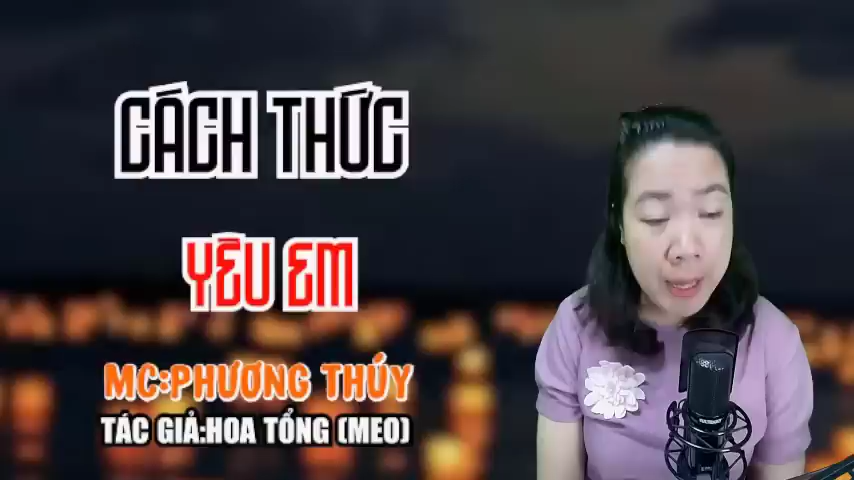 CÁCH THỨC
YÊU EM
MC:PHƯƠNG THÚY
TÁC GIẢ:HOA TỔNG (MEO)